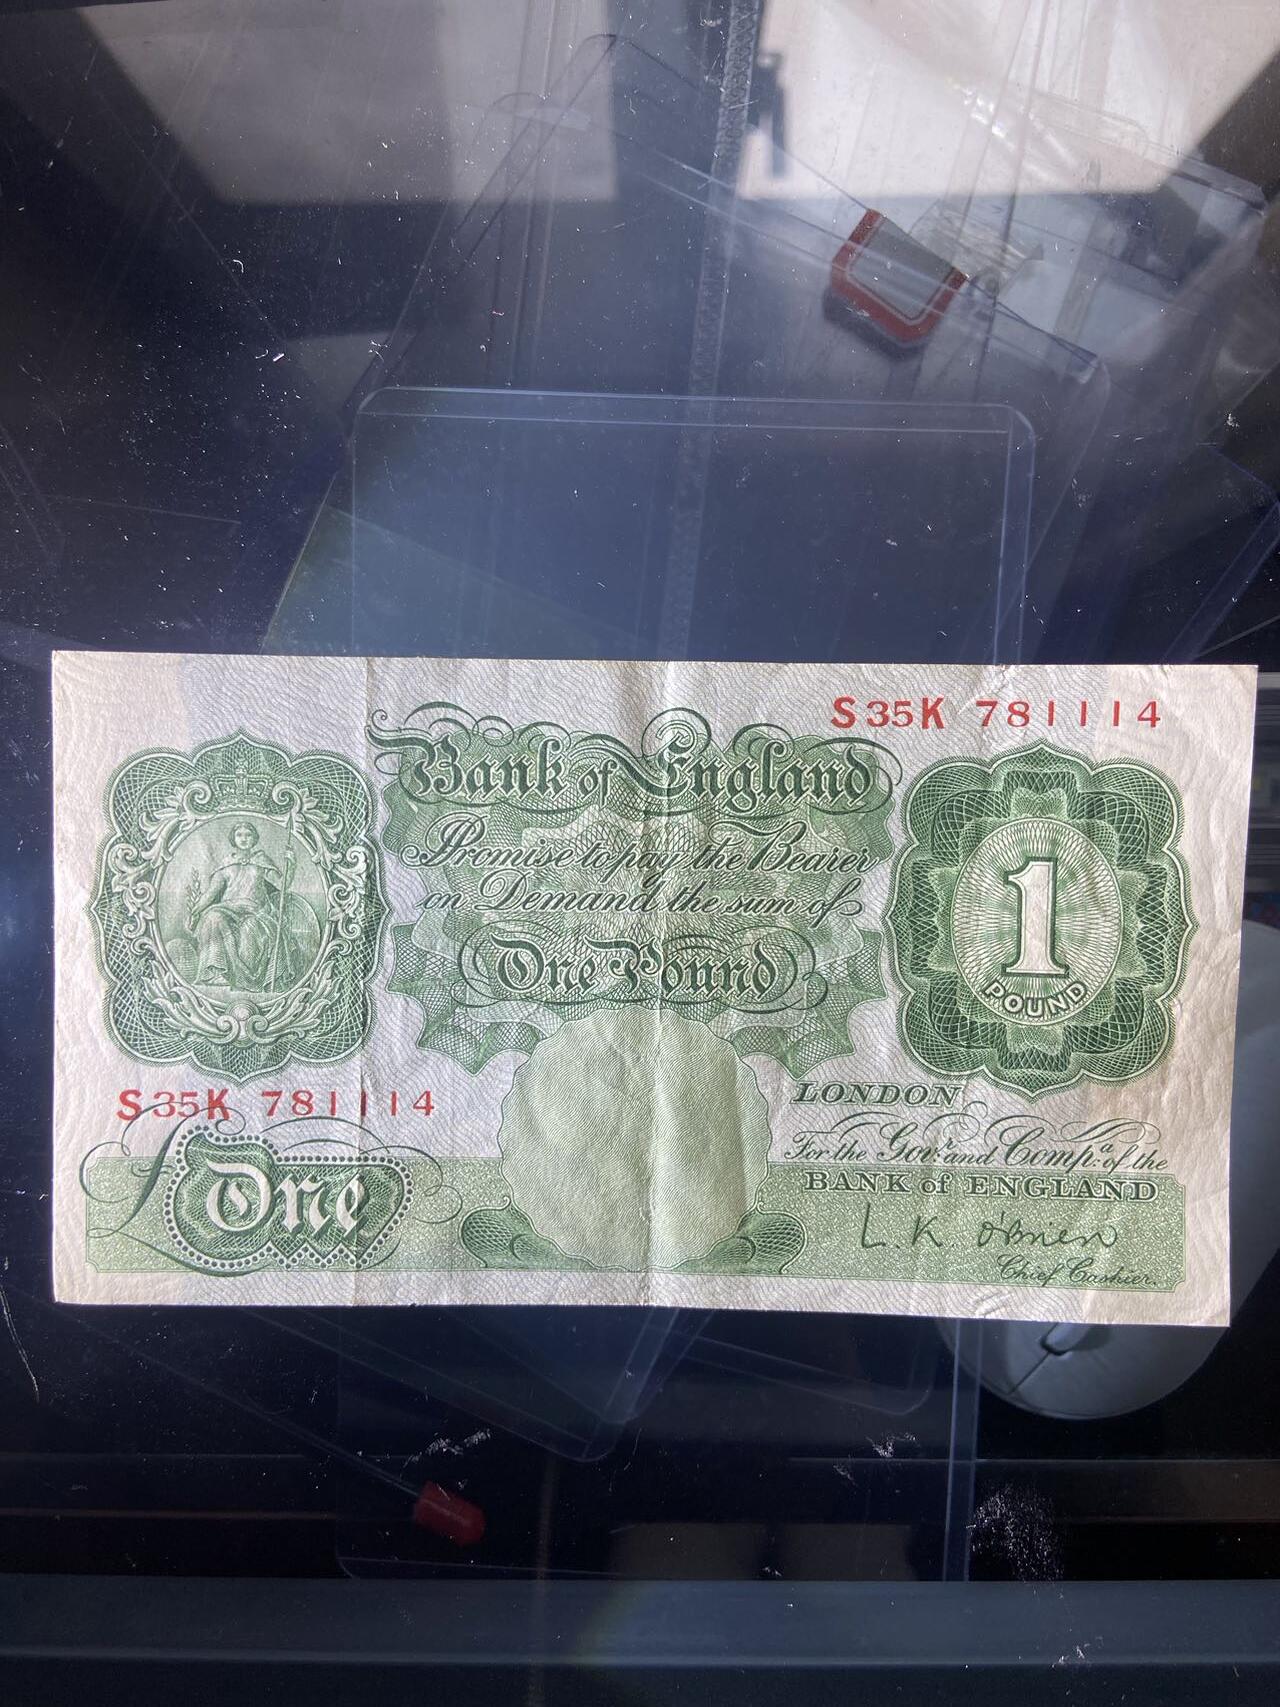 S35K 781114
Bank of England
Promise to pay the Bearer
on Demand the sum of
One Pound
1
POUND
S35K 781114
£One
LONDON
For the Govr. and Compa. of the
BANK of ENGLAND
L K O'Brien
Chief Cashier.